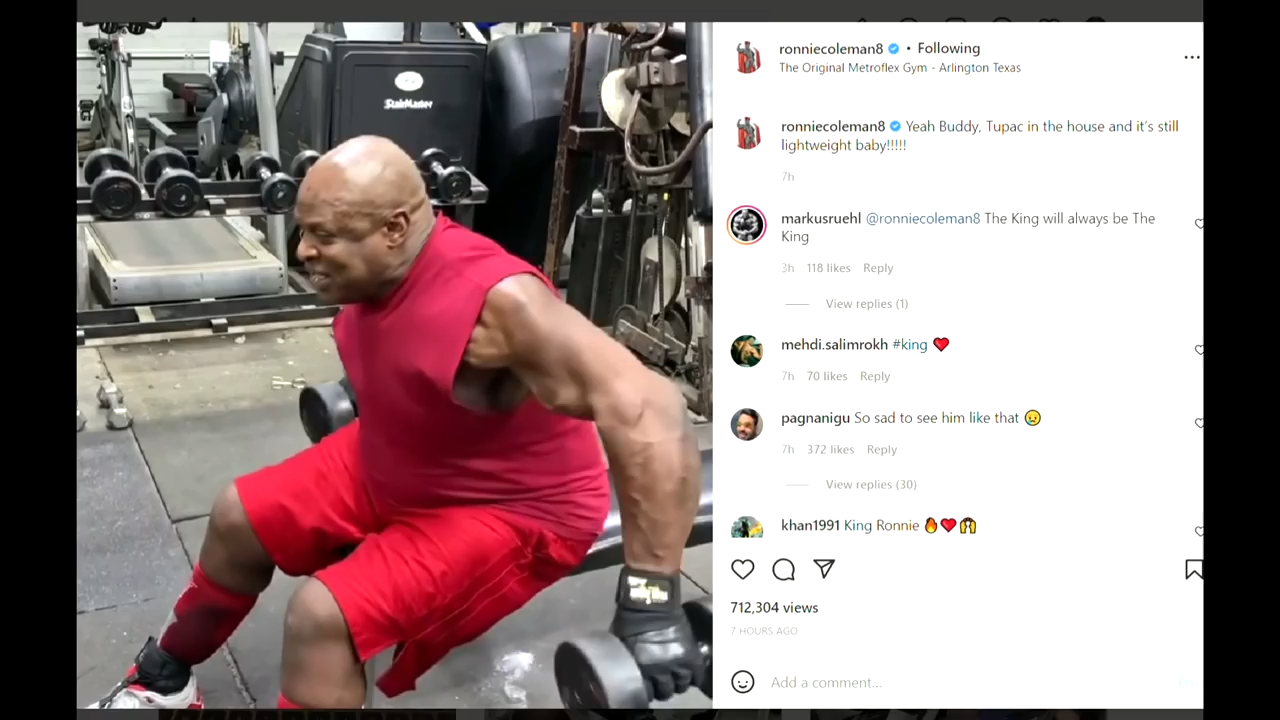 StairMaster
ronniecoleman8 • Following
The Original Metroflex Gym - Arlington Texas
ronniecoleman8 Yeah Buddy, Tupac in the house and it's still
lightweight baby!!!!!
7h
markusruehl @ronniecoleman8 The King will always be The
King
3h 118 likes Reply
View replies (1)
mehdi.salimrokh #king ❤️
7h 70 likes Reply
pagnanigu So sad to see him like that 😥
7h 372 likes Reply
View replies (30)
khan1991 King Ronnie 🔥❤️🙌
712,304 views
7 HOURS AGO
Add a comment...